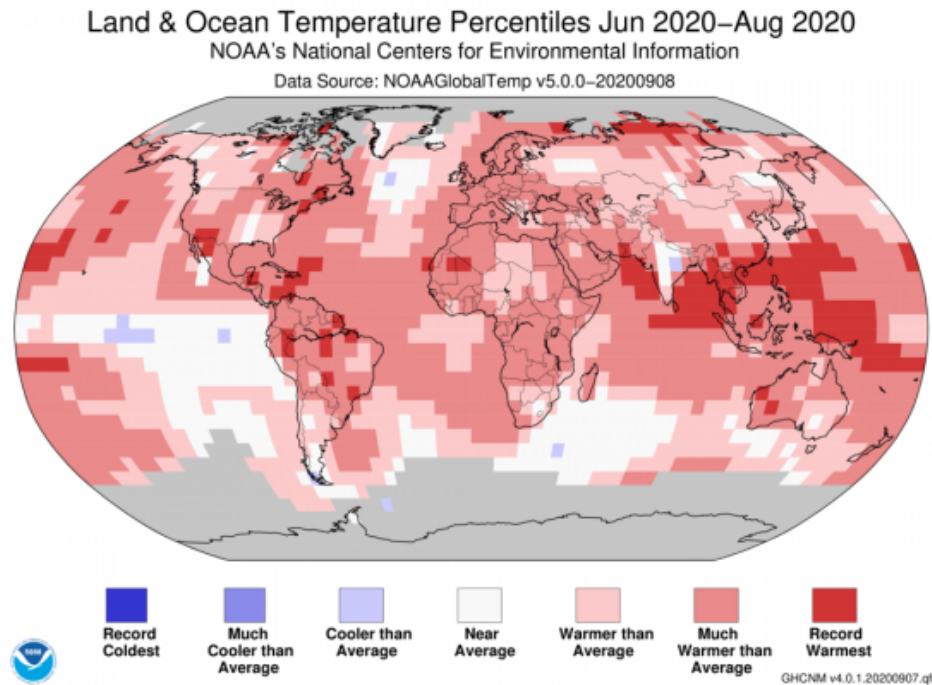 Land & Ocean Temperature Percentiles Jun 2020–Aug 2020
NOAA's National Centers for Environmental Information
Data Source: NOAAGlobalTemp v5.0.0–20200908
Record
Coldest
Much
Cooler than
Average
Cooler than
Average
Near
Average
Warmer than
Average
Much
Warmer than
Average
Record
Warmest
GHCNM v4.0.1.20200907.qf